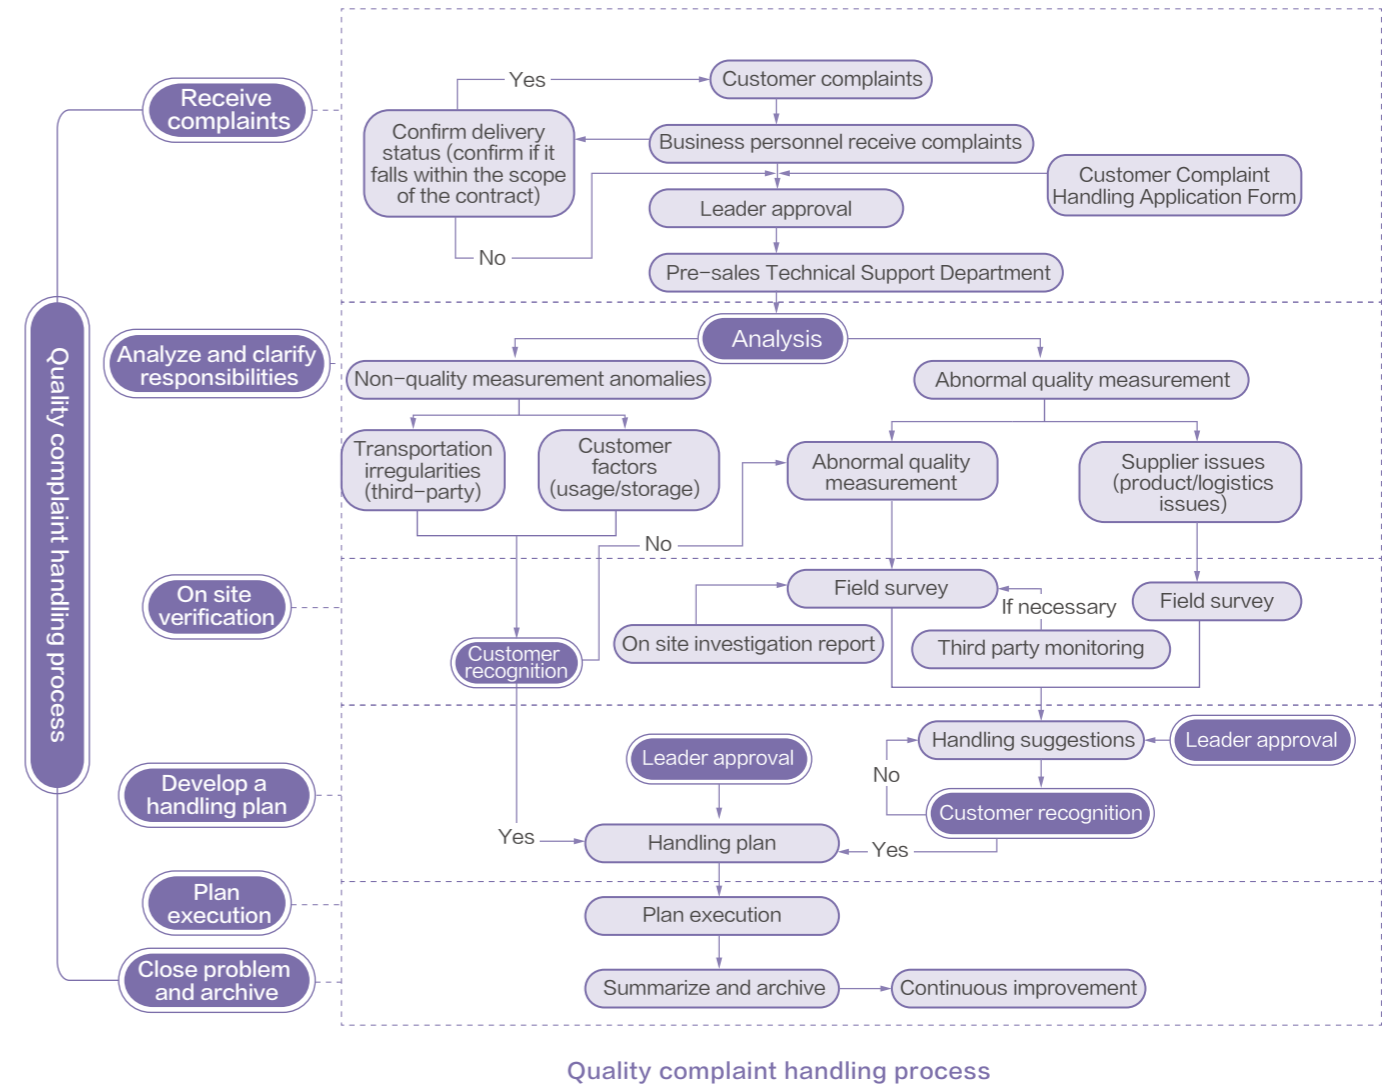 Quality complaint handling process
Receive
complaints
Yes
Customer complaints
Confirm delivery
status (confirm if it
falls within the scope
of the contract)
Business personnel receive complaints
Customer Complaint
Handling Application Form
Leader approval
No
Pre-sales Technical Support Department
Analyze and clarify
responsibilities
Analysis
Non-quality measurement anomalies
Abnormal quality measurement
Transportation
irregularities
(third-party)
Customer
factors
(usage/storage)
Abnormal quality
measurement
Supplier issues
(product/logistics
issues)
No
On site
verification
Field survey
If necessary
Field survey
Customer
recognition
On site investigation report
Third party monitoring
Develop a
handling plan
Leader approval
Handling suggestions
Leader approval
No
Customer recognition
Yes
Handling plan
Yes
Plan
execution
Plan execution
Close problem
and archive
Summarize and archive
Continuous improvement
Quality complaint handling process